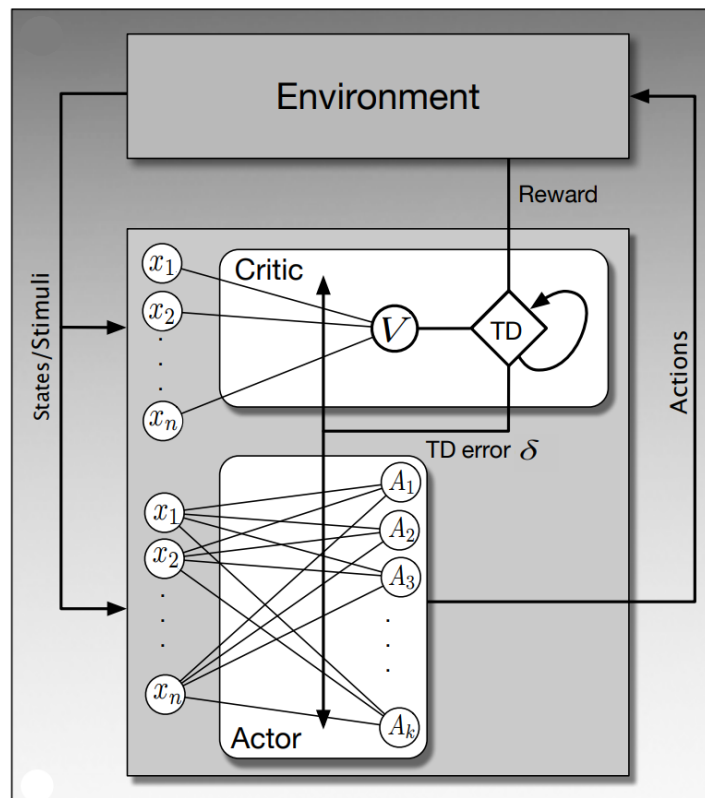 Environment
Reward
States/Stimuli
Actions
Critic
x₁
x₂
.
.
.
xₙ
V
TD
TD error δ
x₁
x₂
.
.
.
xₙ
A₁
A₂
A₃
.
.
.
Aₖ
Actor